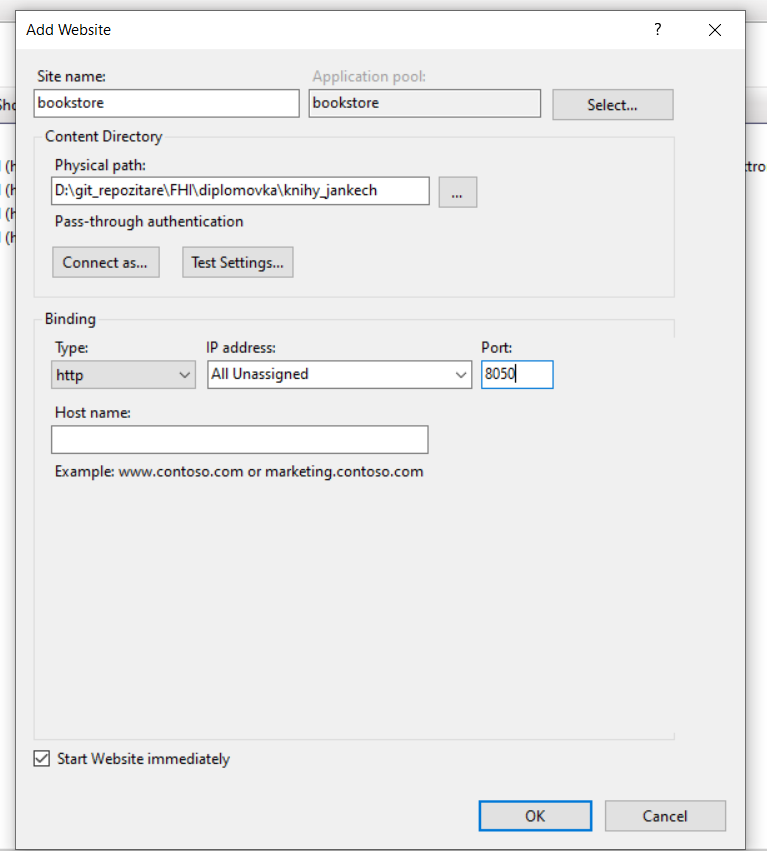 Add Website
?
Site name:
Application pool:
bookstore
bookstore
Select...
Content Directory
Physical path:
D:\git_repozitare\FHI\diplomovka\knihy_jankech
...
Pass-through authentication
Connect as...
Test Settings...
Binding
Type:
IP address:
Port:
http
All Unassigned
8050
Host name:
Example: www.contoso.com or marketing.contoso.com
Start Website immediately
OK
Cancel